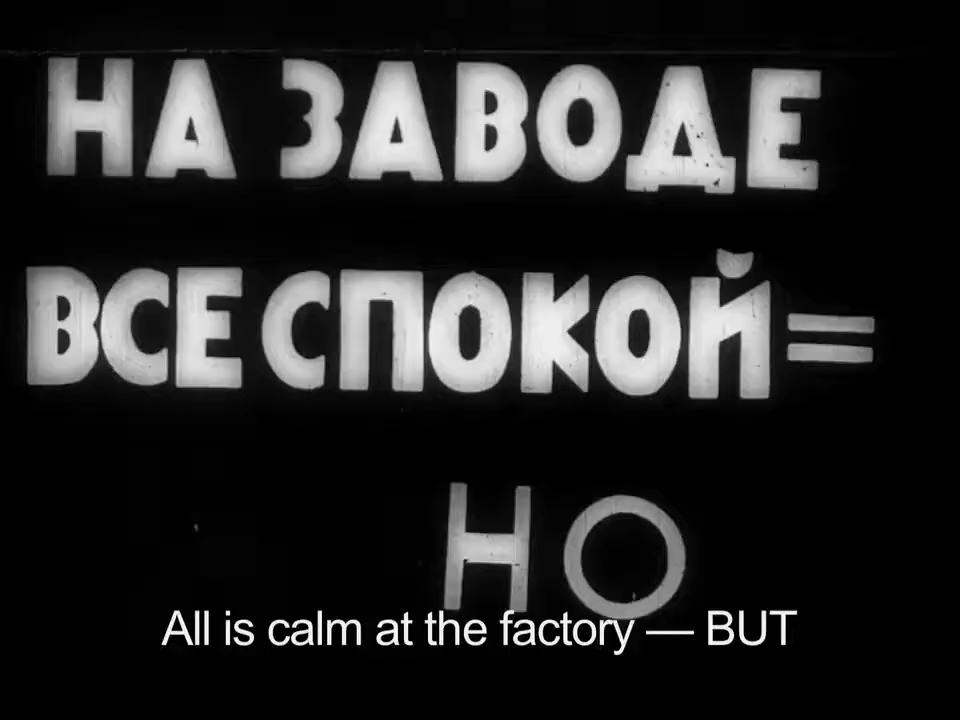 НА ЗАВОДЕ
ВСЕ СПОКОЙ=
НО
All is calm at the factory — BUT